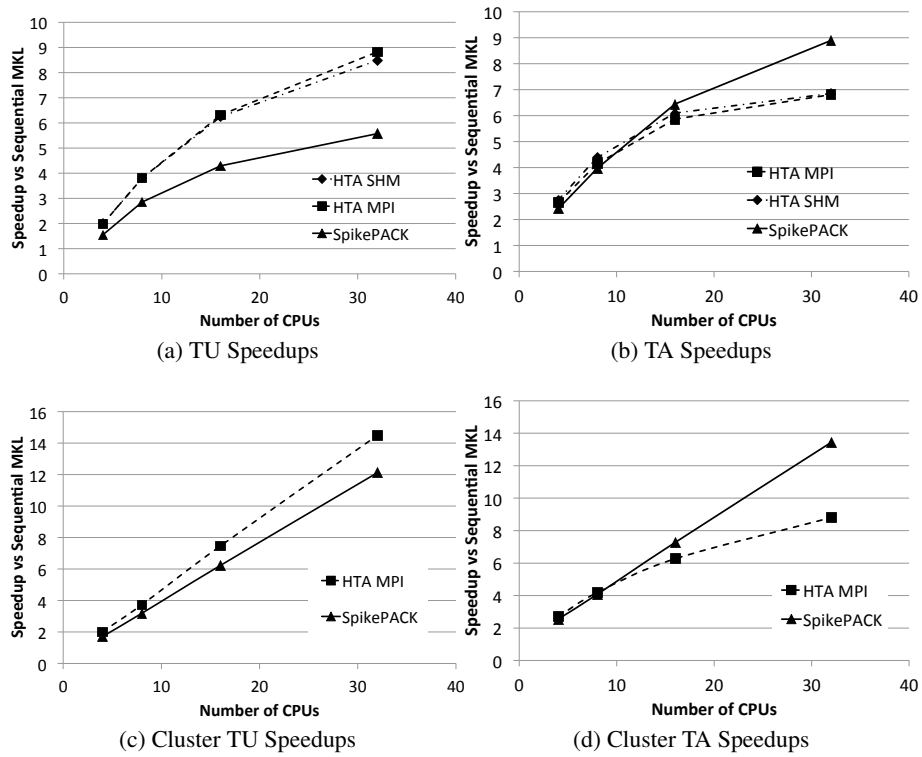 10
9
8
7
6
5
4
3
2
1
0
Speedup vs Sequential MKL
HTA SHM
HTA MPI
SpikePACK
0 10 20 30 40
Number of CPUs
(a) TU Speedups
10
9
8
7
6
5
4
3
2
1
0
Speedup vs Sequential MKL
HTA MPI
HTA SHM
SpikePACK
0 10 20 30 40
Number of CPUs
(b) TA Speedups
16
14
12
10
8
6
4
2
0
Speedup vs Sequential MKL
HTA MPI
SpikePACK
0 10 20 30 40
Number of CPUs
(c) Cluster TU Speedups
16
14
12
10
8
6
4
2
0
Speedup vs Sequential MKL
HTA MPI
SpikePACK
0 10 20 30 40
Number of CPUs
(d) Cluster TA Speedups